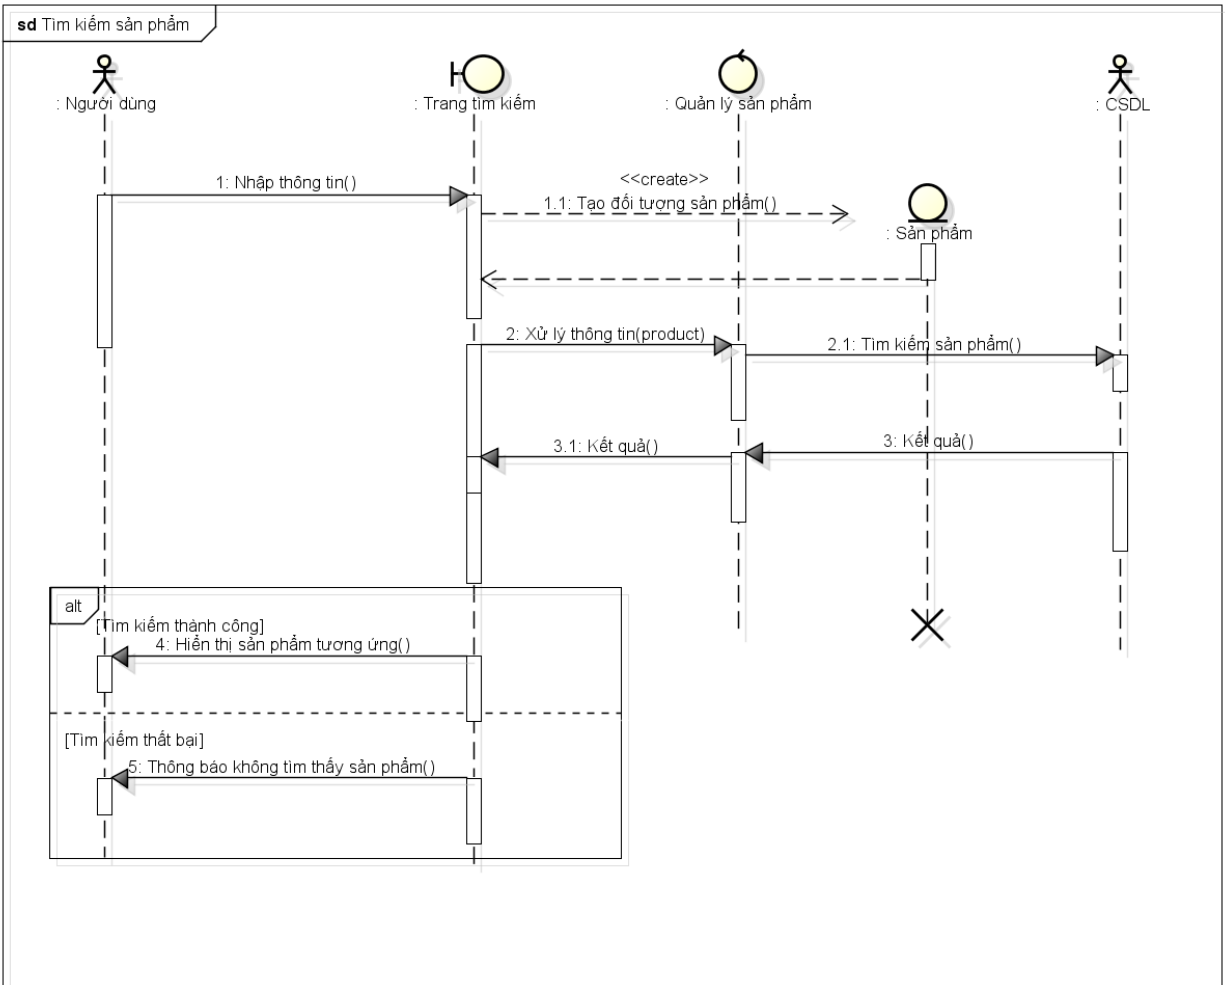 sd Tìm kiếm sản phẩm
: Người dùng
: Trang tìm kiếm
: Quản lý sản phẩm
: CSDL
1: Nhập thông tin()
<<create>>
1.1: Tạo đối tượng sản phẩm()
: Sản phẩm
2: Xử lý thông tin(product)
2.1: Tìm kiếm sản phẩm()
3.1: Kết quả()
3: Kết quả()
alt
[Tìm kiếm thành công]
4: Hiển thị sản phẩm tương ứng()
[Tìm kiếm thất bại]
5: Thông báo không tìm thấy sản phẩm()